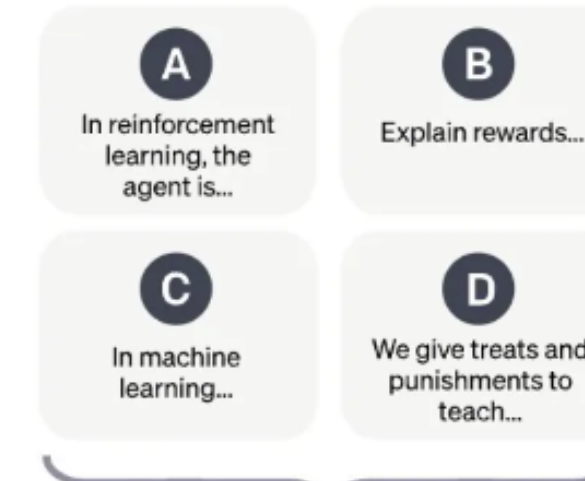 A
In reinforcement
learning, the
agent is...
B
Explain rewards...
C
In machine
learning...
D
We give treats and
punishments to
teach...